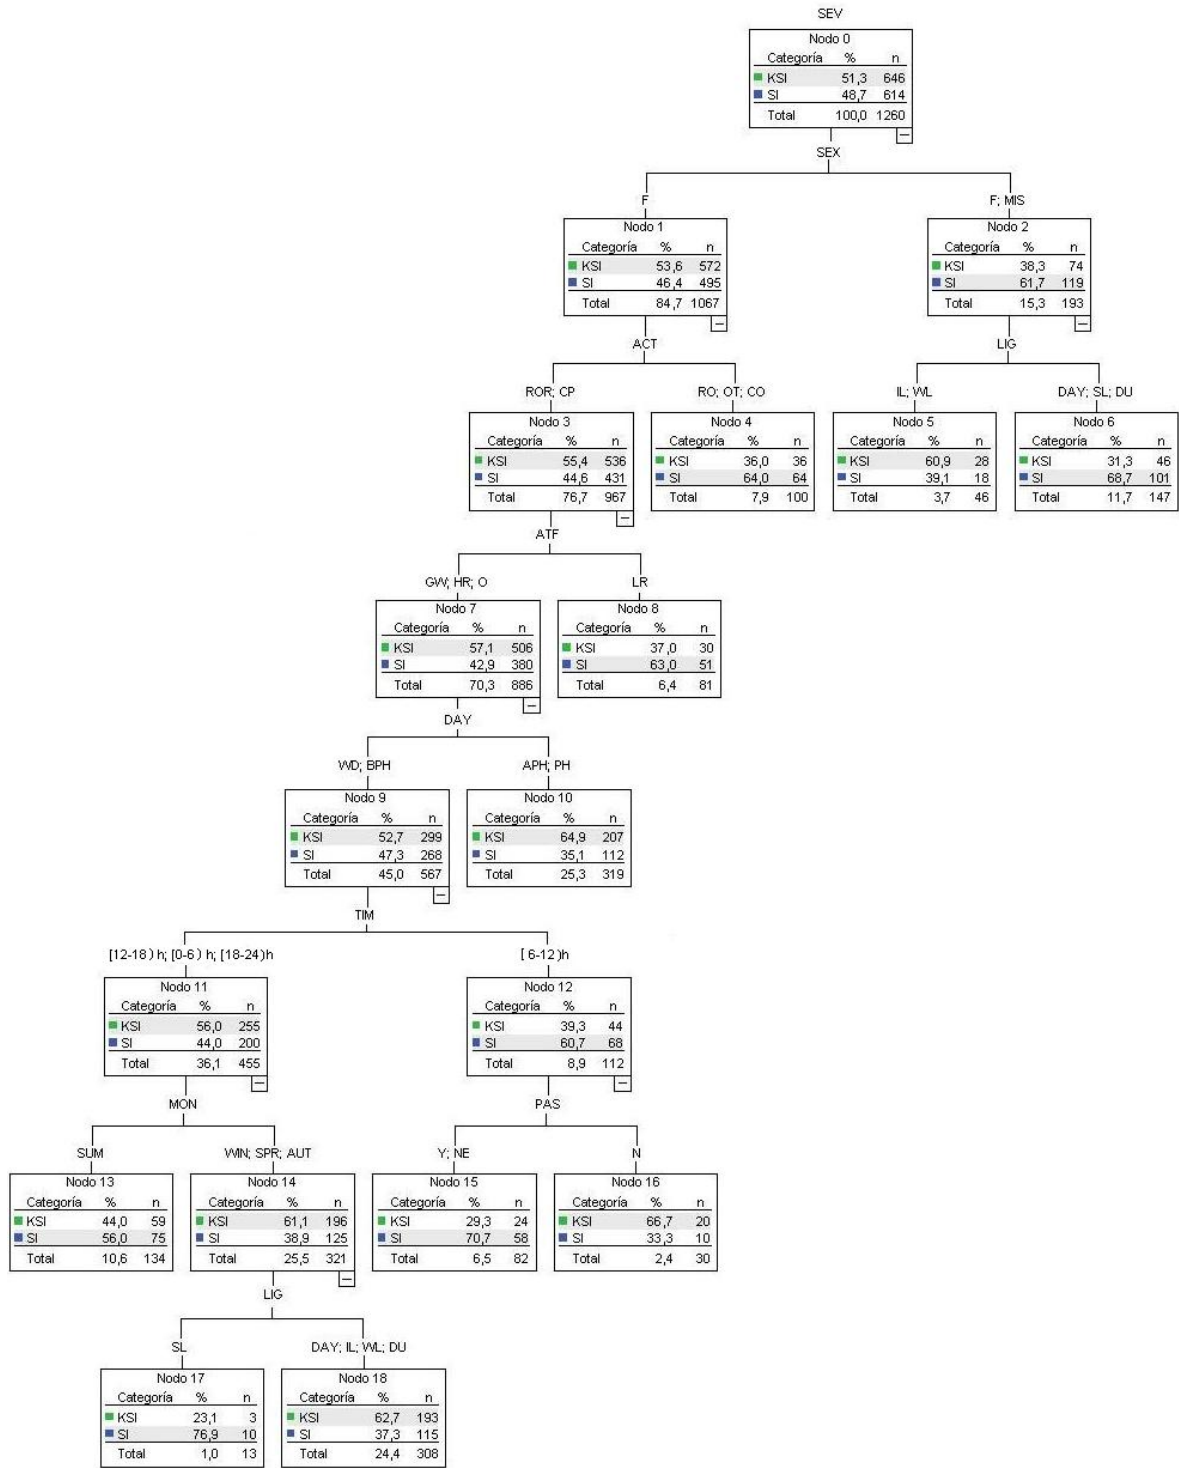 SEV
Nodo 0
Categoría % n
KSI 51,3 646
SI 48,7 614
Total 100,0 1260
SEX
F
F; MIS
Nodo 1
Categoría % n
KSI 53,6 572
SI 46,4 495
Total 84,7 1067
Nodo 2
Categoría % n
KSI 38,3 74
SI 61,7 119
Total 15,3 193
ACT
LIG
ROR; CP
RO; OT; CO
IL; WL
DAY; SL; DU
Nodo 3
Categoría % n
KSI 55,4 536
SI 44,6 431
Total 76,7 967
Nodo 4
Categoría % n
KSI 36,0 36
SI 64,0 64
Total 7,9 100
Nodo 5
Categoría % n
KSI 60,9 28
SI 39,1 18
Total 3,7 46
Nodo 6
Categoría % n
KSI 31,3 46
SI 68,7 101
Total 11,7 147
ATF
GW; HR; O
LR
Nodo 7
Categoría % n
KSI 57,1 506
SI 42,9 380
Total 70,3 886
Nodo 8
Categoría % n
KSI 37,0 30
SI 63,0 51
Total 6,4 81
DAY
WD; BPH
APH; PH
Nodo 9
Categoría % n
KSI 52,7 299
SI 47,3 268
Total 45,0 567
Nodo 10
Categoría % n
KSI 64,9 207
SI 35,1 112
Total 25,3 319
TIM
[12-18) h; [0-6) h; [18-24)h
[6-12)h
Nodo 11
Categoría % n
KSI 56,0 255
SI 44,0 200
Total 36,1 455
Nodo 12
Categoría % n
KSI 39,3 44
SI 60,7 68
Total 8,9 112
MON
PAS
SUM
WIN; SPR; AUT
Y; NE
N
Nodo 13
Categoría % n
KSI 44,0 59
SI 56,0 75
Total 10,6 134
Nodo 14
Categoría % n
KSI 61,1 196
SI 38,9 125
Total 25,5 321
Nodo 15
Categoría % n
KSI 29,3 24
SI 70,7 58
Total 6,5 82
Nodo 16
Categoría % n
KSI 66,7 20
SI 33,3 10
Total 2,4 30
LIG
SL
DAY; IL; WL; DU
Nodo 17
Categoría % n
KSI 23,1 3
SI 76,9 10
Total 1,0 13
Nodo 18
Categoría % n
KSI 62,7 193
SI 37,3 115
Total 24,4 308